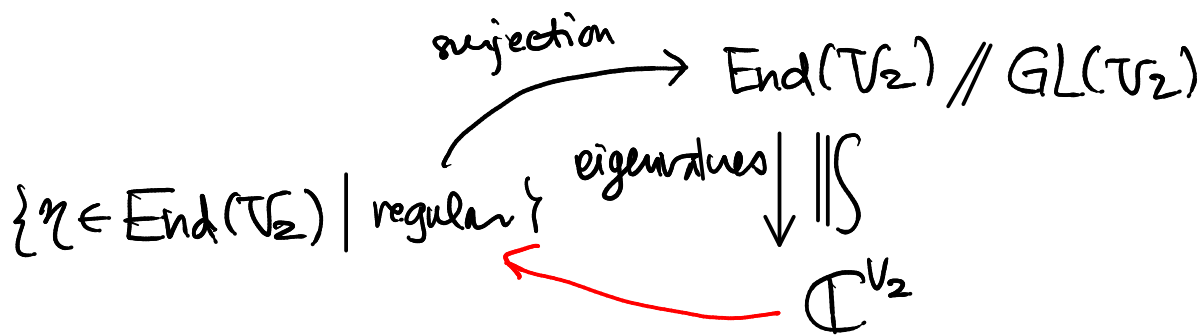 surjection
End(V₂) // GL(V₂)
eigenvalues
{η ∈ End(V₂) | regular}
ℂ^{v₂}